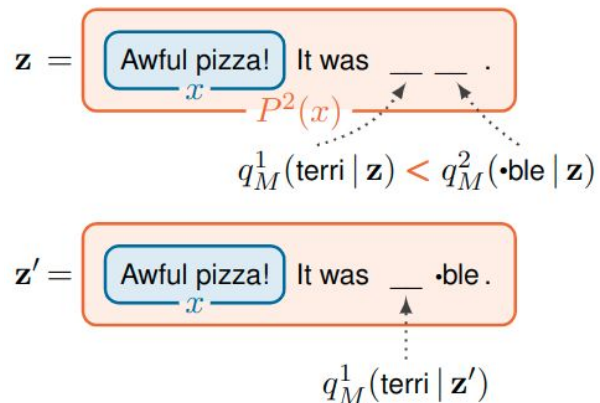 z = Awful pizza! It was __ __ .
x
P²(x)
q¹_M(terri | z) < q²_M(•ble | z)
z′ = Awful pizza! It was __ •ble .
x
q¹_M(terri | z′)